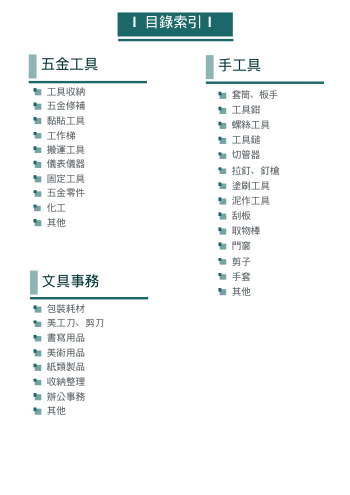 I 目錄索引 I
五金工具
工具收納
五金修補
黏貼工具
工作梯
搬運工具
儀表儀器
固定工具
五金零件
化工
其他
手工具
套筒、板手
工具鉗
螺絲工具
工具鎚
切管器
拉釘、釘槍
塗刷工具
泥作工具
刮板
取物棒
門窗
剪子
手套
其他
文具事務
包裝耗材
美工刀、剪刀
書寫用品
美術用品
紙類製品
收納整理
辦公事務
其他